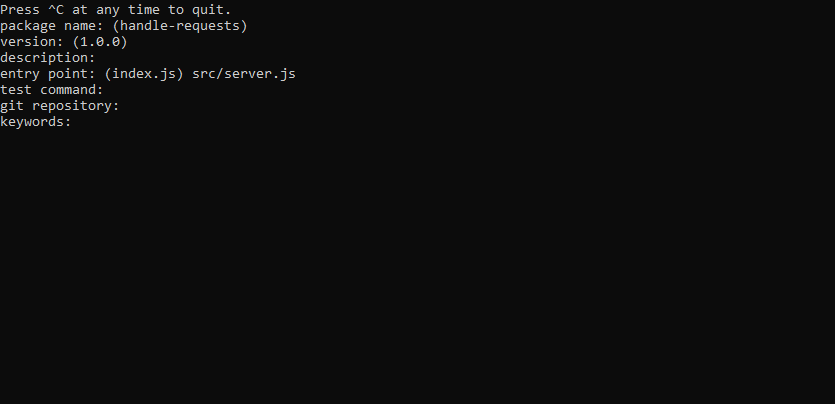 Press ^C at any time to quit.
package name: (handle-requests)
version: (1.0.0)
description:
entry point: (index.js) src/server.js
test command:
git repository:
keywords: